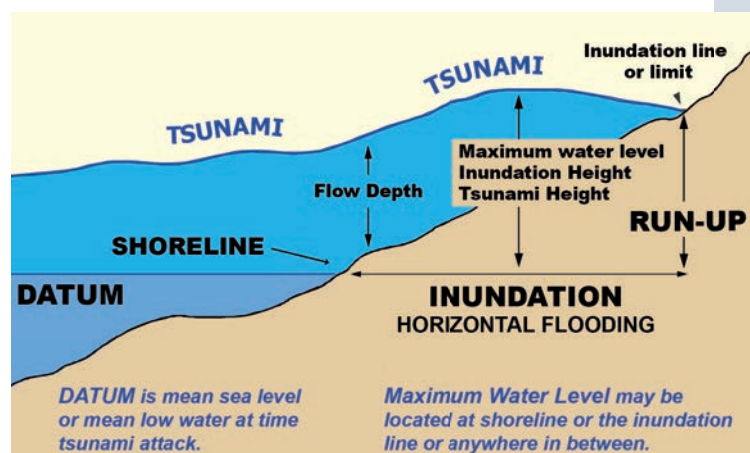 Inundation line
or limit
TSUNAMI
TSUNAMI
Maximum water level
Inundation Height
Tsunami Height
Flow Depth
RUN-UP
SHORELINE
DATUM
INUNDATION
HORIZONTAL FLOODING
DATUM is mean sea level
or mean low water at time
tsunami attack.
Maximum Water Level may be
located at shoreline or the inundation
line or anywhere in between.